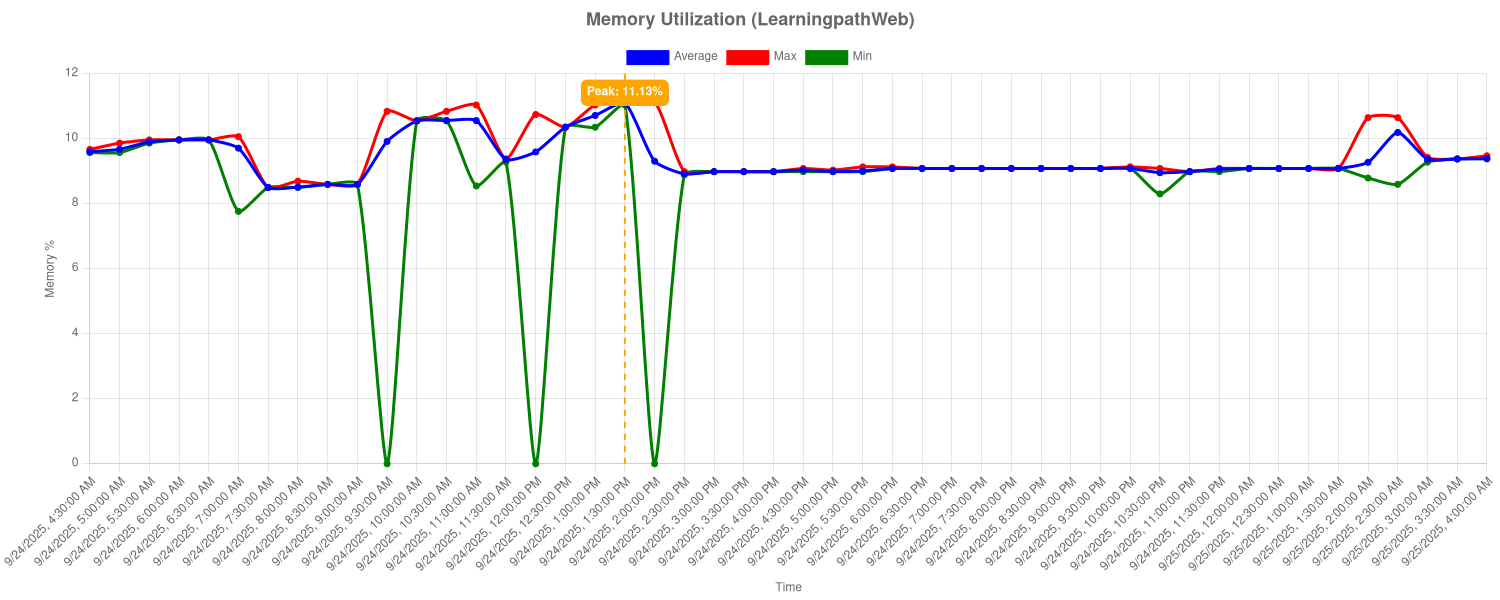 Memory Utilization (LearningpathWeb)
Average Max Min
Peak: 11.13%
12
10
8
6
4
2
0
Memory %
9/24/2025, 4:30:00 AM
9/24/2025, 5:00:00 AM
9/24/2025, 5:30:00 AM
9/24/2025, 6:00:00 AM
9/24/2025, 6:30:00 AM
9/24/2025, 7:00:00 AM
9/24/2025, 7:30:00 AM
9/24/2025, 8:00:00 AM
9/24/2025, 8:30:00 AM
9/24/2025, 9:00:00 AM
9/24/2025, 9:30:00 AM
9/24/2025, 10:00:00 AM
9/24/2025, 10:30:00 AM
9/24/2025, 11:00:00 AM
9/24/2025, 11:30:00 AM
9/24/2025, 12:00:00 PM
9/24/2025, 12:30:00 PM
9/24/2025, 1:00:00 PM
9/24/2025, 1:30:00 PM
9/24/2025, 2:00:00 PM
9/24/2025, 2:30:00 PM
9/24/2025, 3:00:00 PM
9/24/2025, 3:30:00 PM
9/24/2025, 4:00:00 PM
9/24/2025, 4:30:00 PM
9/24/2025, 5:00:00 PM
9/24/2025, 5:30:00 PM
9/24/2025, 6:00:00 PM
9/24/2025, 6:30:00 PM
9/24/2025, 7:00:00 PM
9/24/2025, 7:30:00 PM
9/24/2025, 8:00:00 PM
9/24/2025, 8:30:00 PM
9/24/2025, 9:00:00 PM
9/24/2025, 9:30:00 PM
9/24/2025, 10:00:00 PM
9/24/2025, 10:30:00 PM
9/24/2025, 11:00:00 PM
9/24/2025, 11:30:00 PM
9/25/2025, 12:00:00 AM
9/25/2025, 12:30:00 AM
9/25/2025, 1:00:00 AM
9/25/2025, 1:30:00 AM
9/25/2025, 2:00:00 AM
9/25/2025, 2:30:00 AM
9/25/2025, 3:00:00 AM
9/25/2025, 3:30:00 AM
9/25/2025, 4:00:00 AM
Time